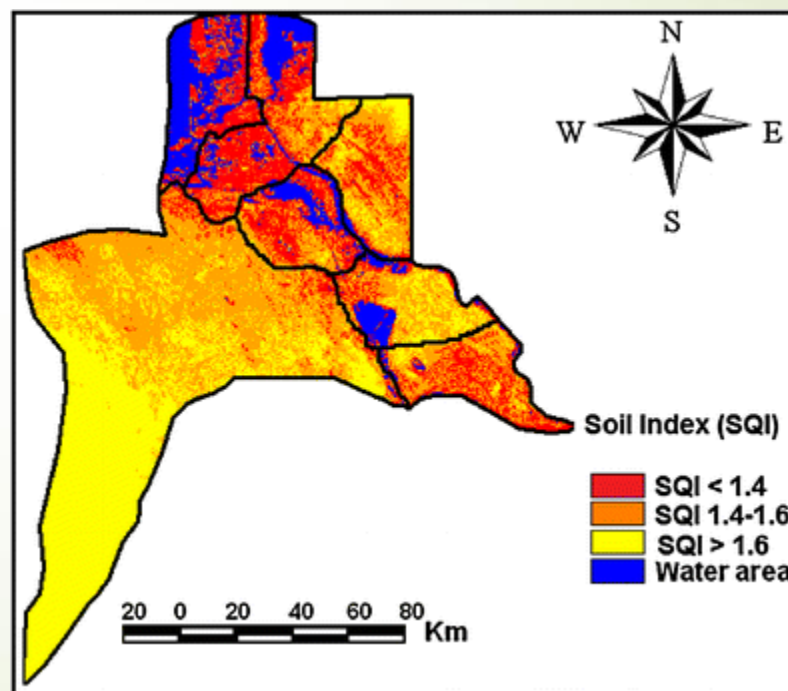 N
W E
S
Soil Index (SQI)
SQI < 1.4
SQI 1.4-1.6
SQI > 1.6
Water area
20 0 20 40 60 80
Km